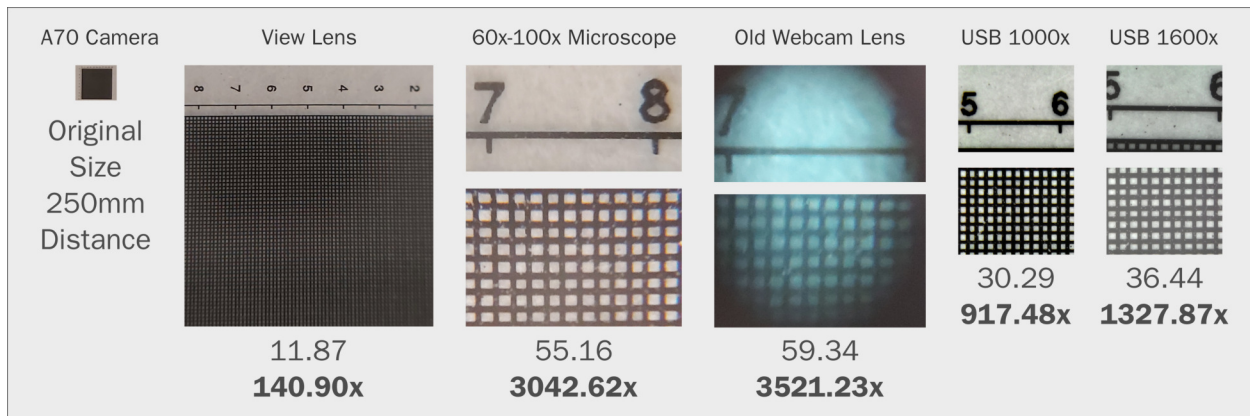 A70 Camera
Original
Size
250mm
Distance
View Lens
8 7 6 5 4 3 2
11.87
140.90x
60x-100x Microscope
7 8
55.16
3042.62x
Old Webcam Lens
7
59.34
3521.23x
USB 1000x
5 6
30.29
917.48x
USB 1600x
5 6
36.44
1327.87x